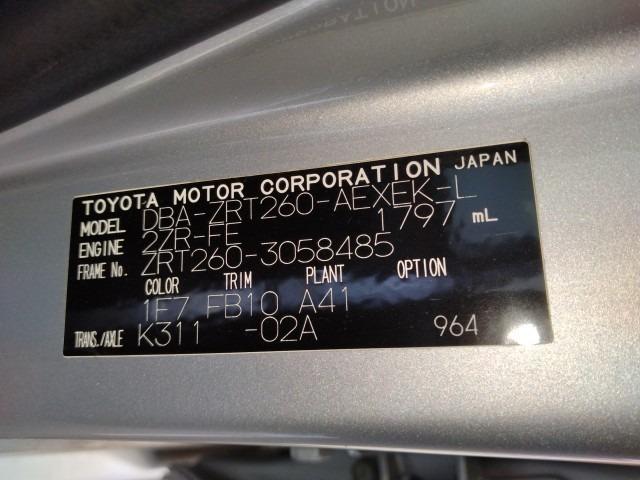 TOYOTA MOTOR CORPORATION JAPAN
MODEL DBA-ZRT260-AEXEK-L
ENGINE 2ZR-FE 1797 mL
FRAME No. ZRT260-3058485
COLOR TRIM PLANT OPTION
1F7 FB10 A41
TRANS./AXLE K311 -02A 964